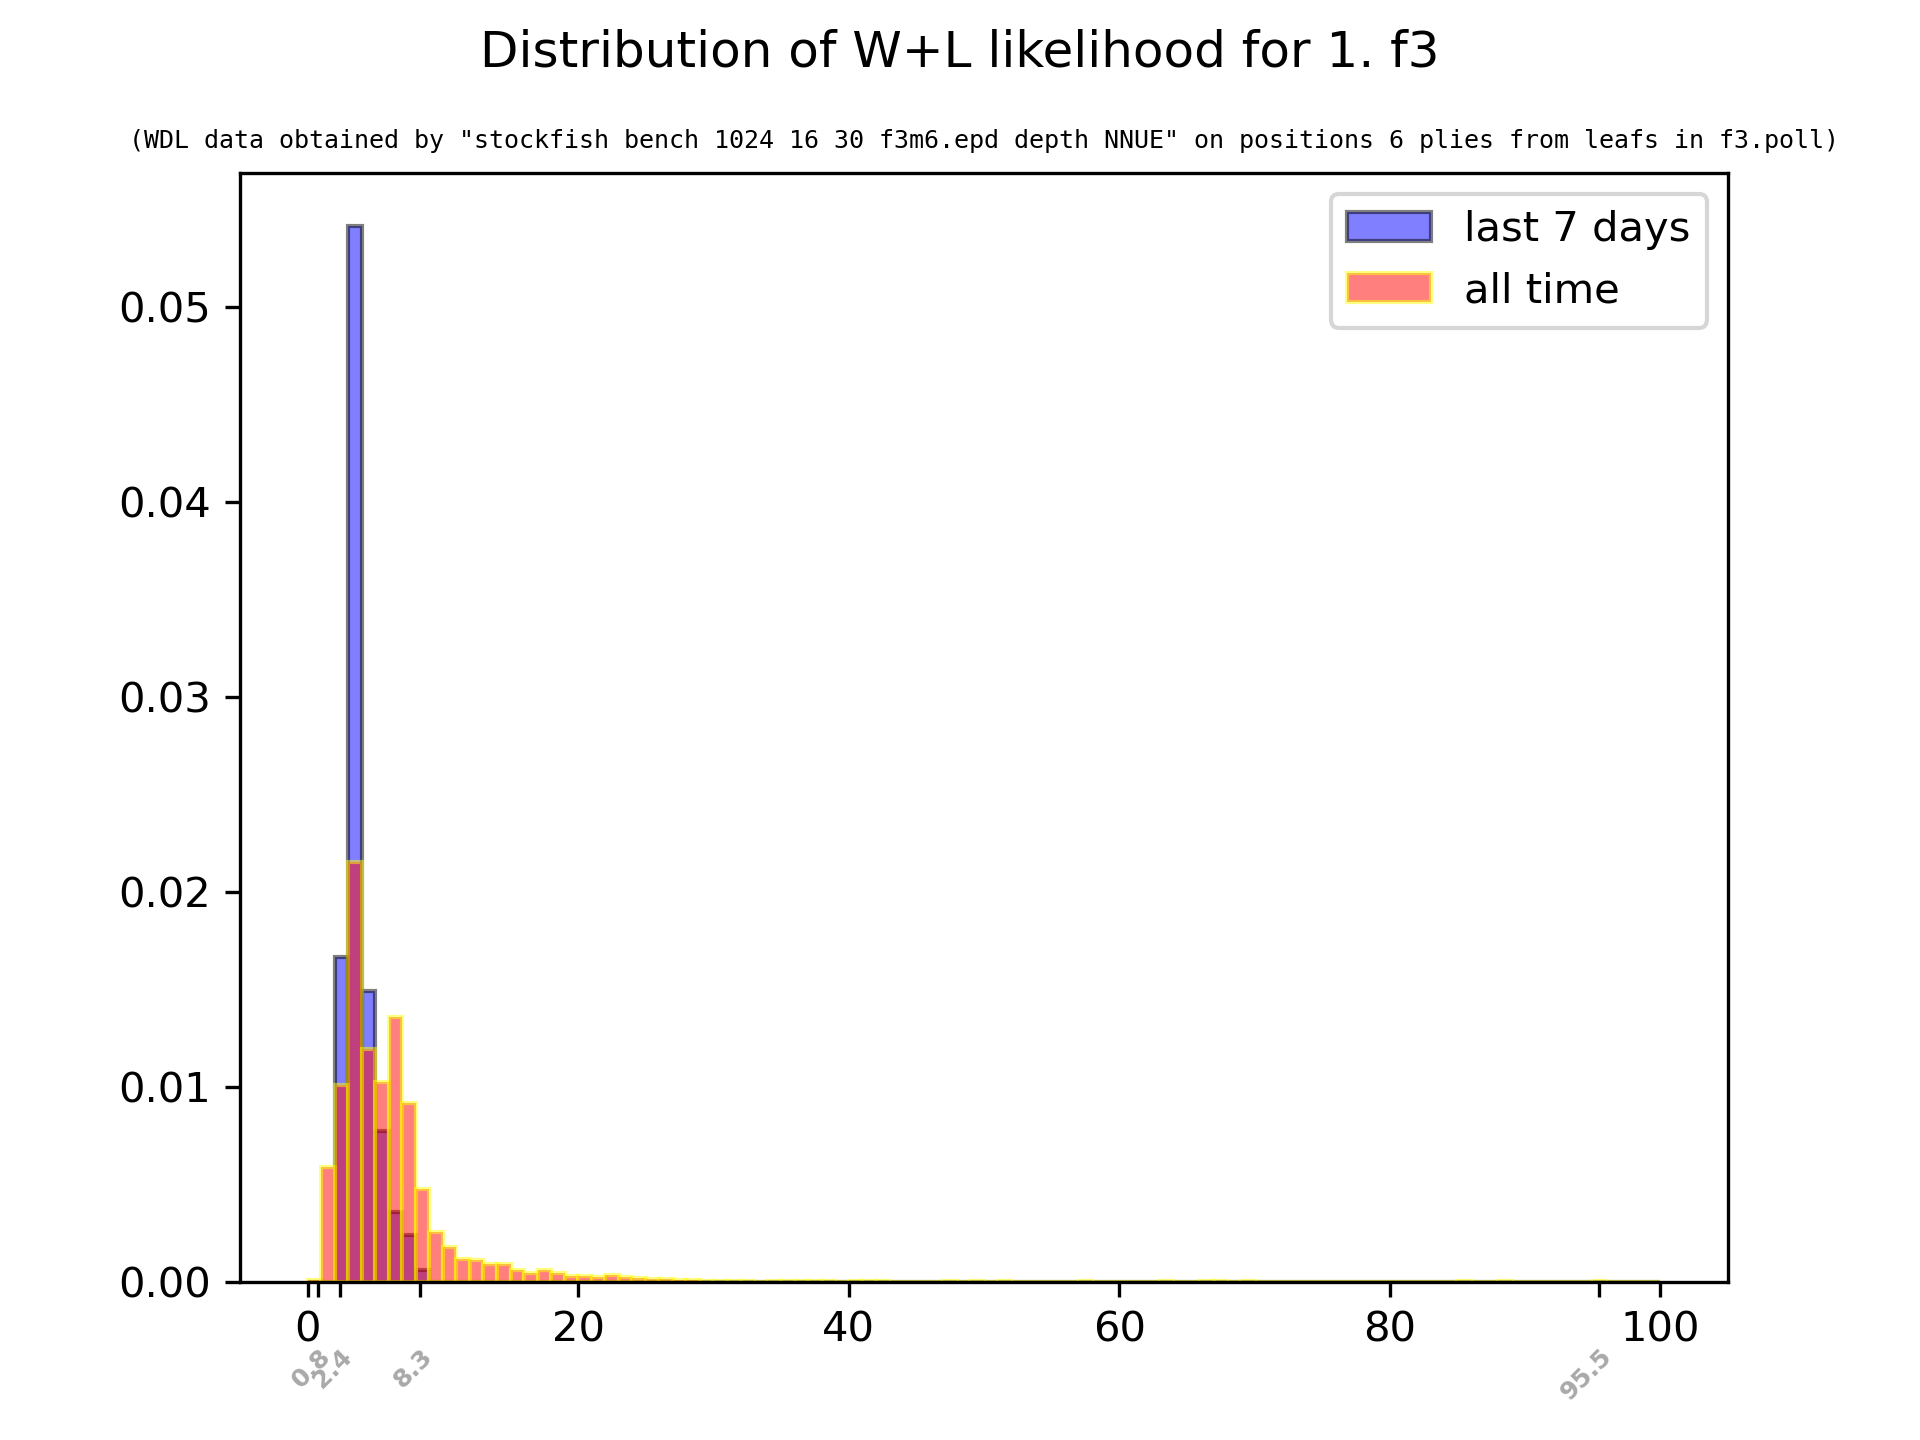 Distribution of W+L likelihood for 1. f3
(WDL data obtained by "stockfish bench 1024 16 30 f3m6.epd depth NNUE" on positions 6 plies from leafs in f3.poll)
last 7 days
all time
0.05
0.04
0.03
0.02
0.01
0.00
0 20 40 60 80 100
0.8 2.4 8.3 95.5